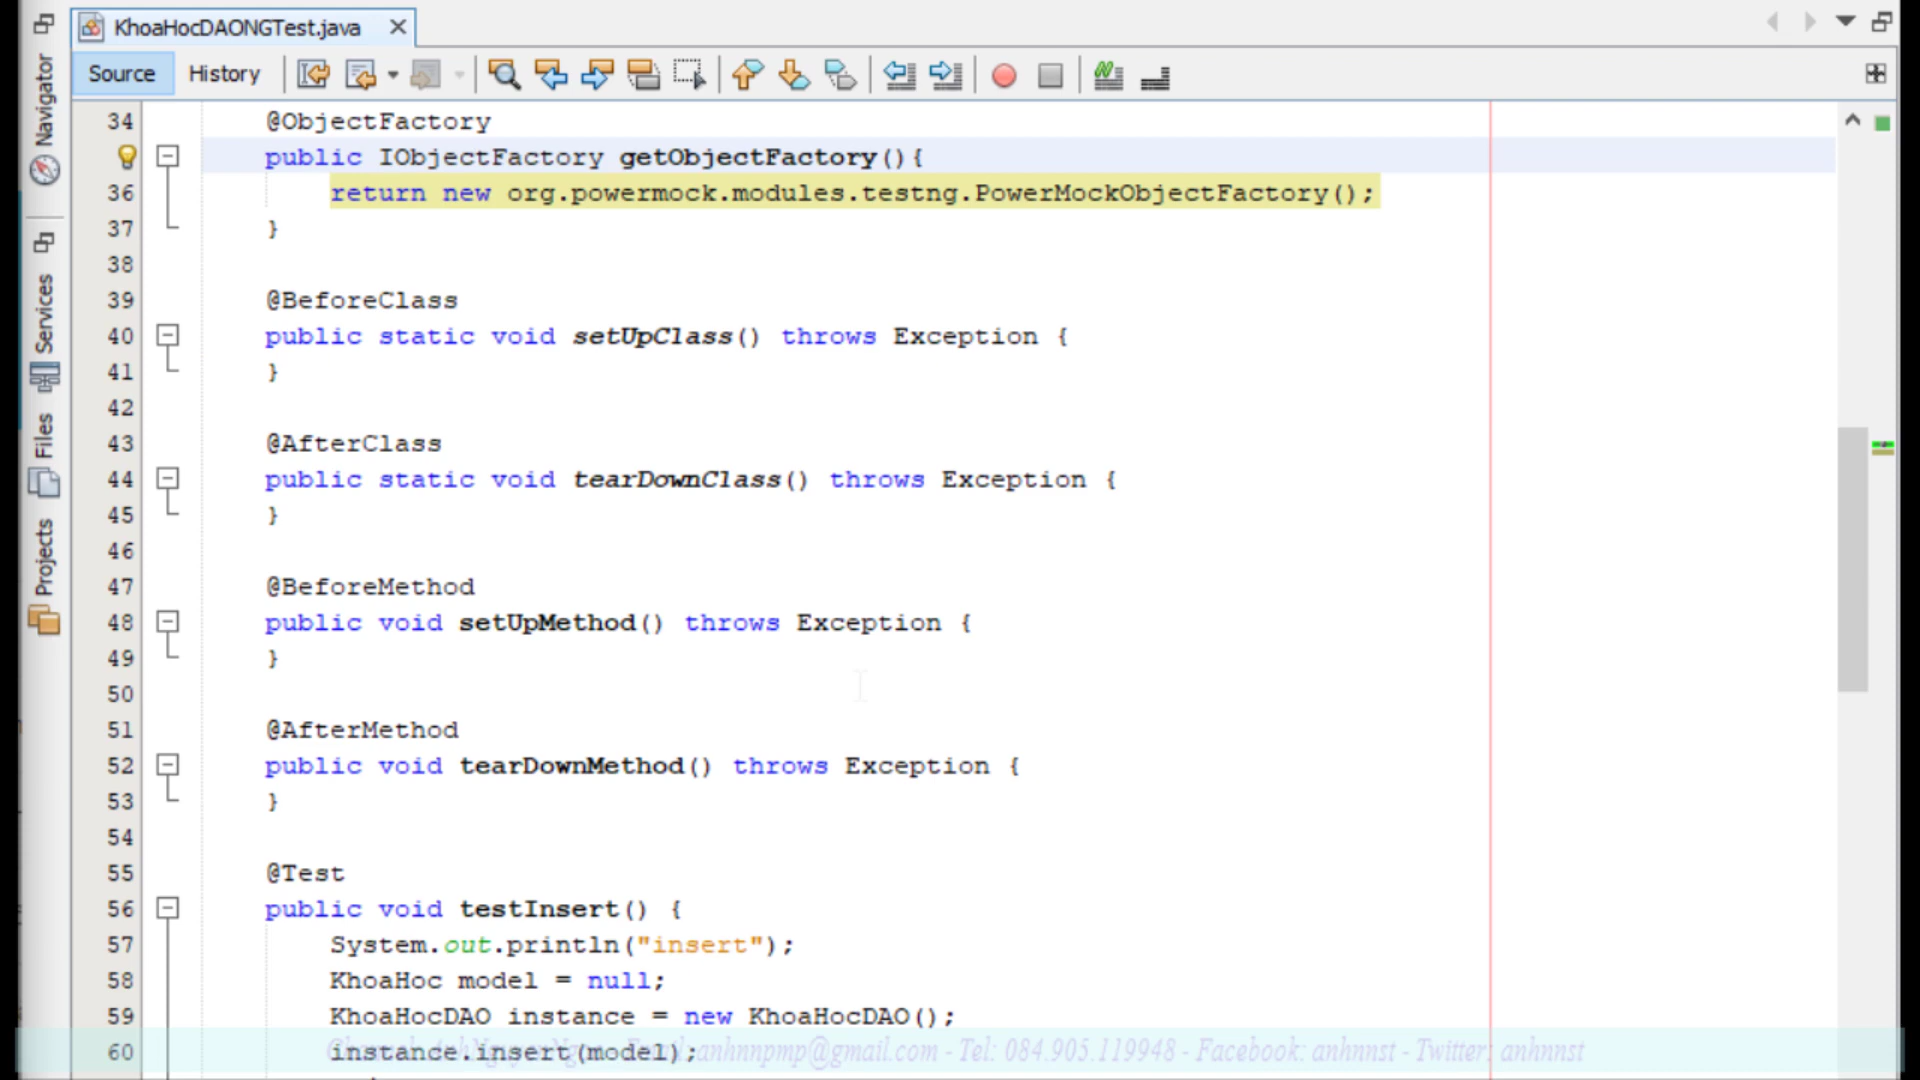 KhoaHocDAONGTest.java
Source History
Navigator
Services
Files
Projects
34 @ObjectFactory
public IObjectFactory getObjectFactory(){
36 return new org.powermock.modules.testng.PowerMockObjectFactory();
37 }
38
39 @BeforeClass
40 public static void setUpClass() throws Exception {
41 }
42
43 @AfterClass
44 public static void tearDownClass() throws Exception {
45 }
46
47 @BeforeMethod
48 public void setUpMethod() throws Exception {
49 }
50
51 @AfterMethod
52 public void tearDownMethod() throws Exception {
53 }
54
55 @Test
56 public void testInsert() {
57 System.out.println("insert");
58 KhoaHoc model = null;
59 KhoaHocDAO instance = new KhoaHocDAO();
60 instance.insert(model);
anhnnpmp@gmail.com - Tel: 084.905.119948 - Facebook: anhnnst - Twitter: anhnnst